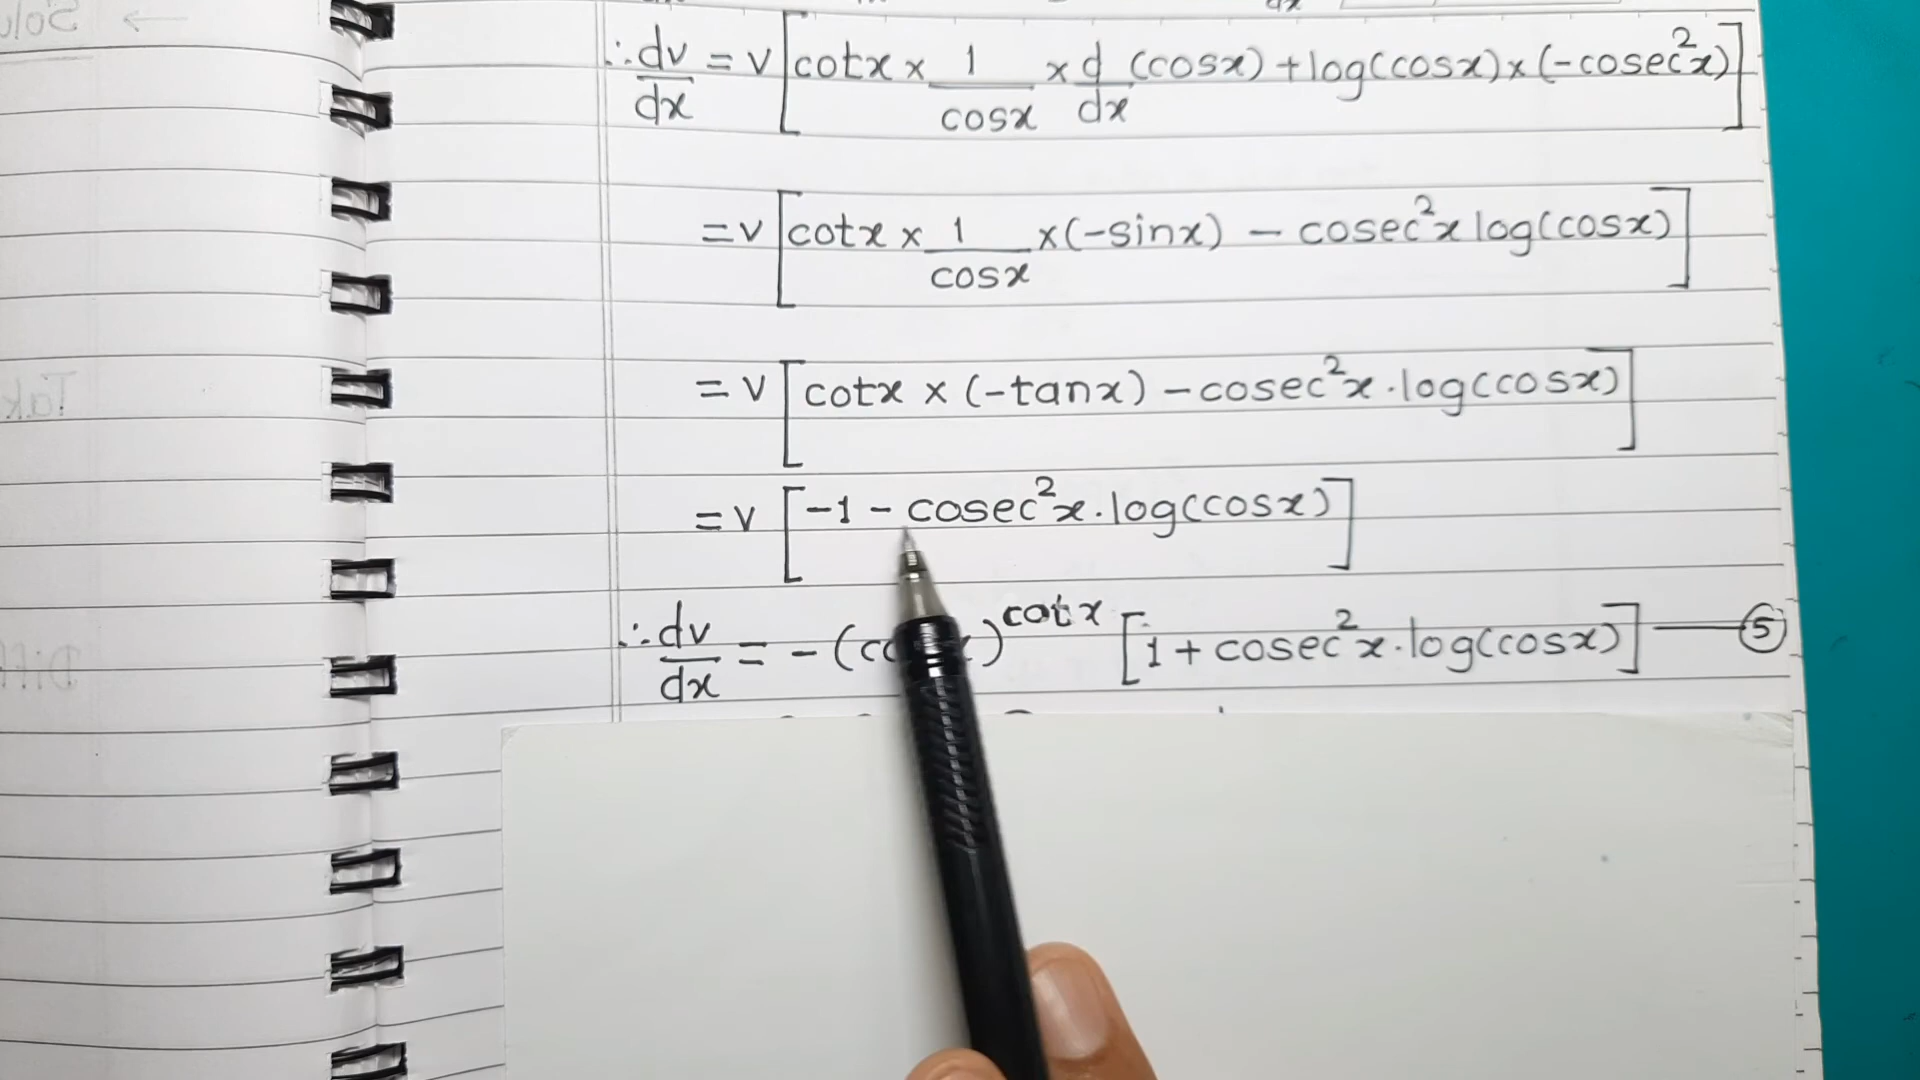 ∴ dv/dx = v [cotx × 1/cosx × d/dx (cosx) + log(cosx) × (-cosec²x)]
= v [cotx × 1/cosx × (-sinx) - cosec²x log(cosx)]
= v [cotx × (-tanx) - cosec²x . log(cosx)]
= v [-1 - cosec²x . log(cosx)]
∴ dv/dx = - ( )^cotx [1 + cosec²x . log(cosx)] — ⑤